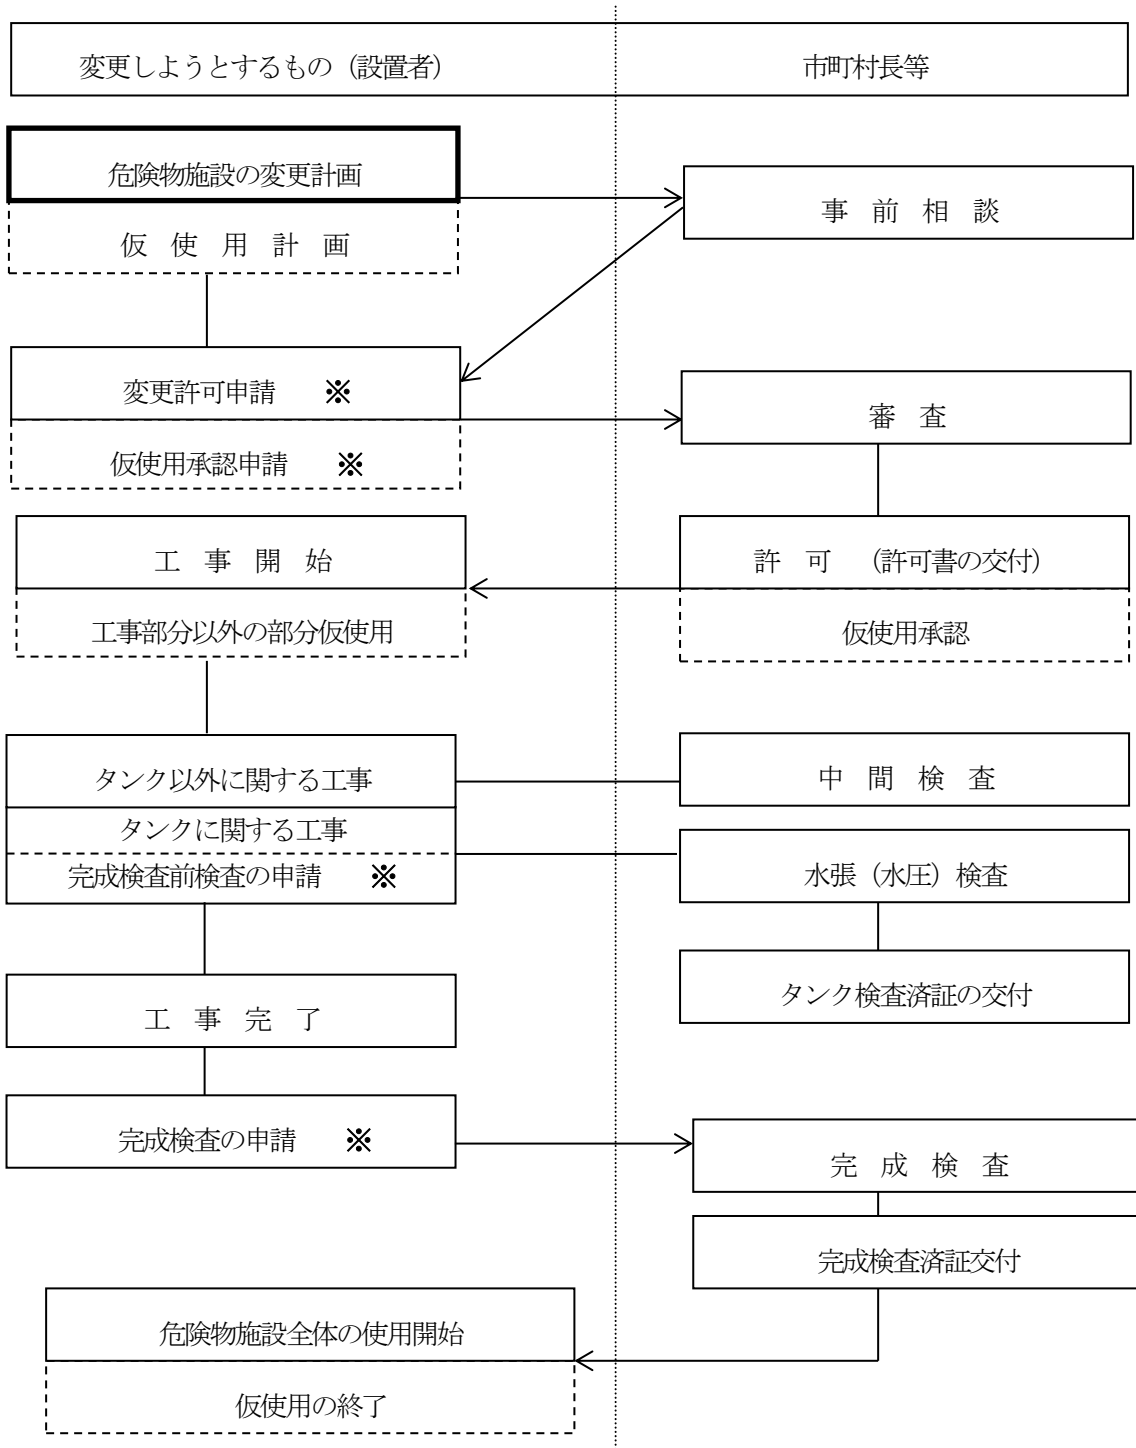 変更しようとするもの（設置者）
市町村長等
危険物施設の変更計画
仮　使　用　計　画
事　前　相　談
変更許可申請　　※
仮使用承認申請　　※
審　査
工　事　開　始
工事部分以外の部分仮使用
許　可　（許可書の交付）
仮使用承認
タンク以外に関する工事
中　間　検　査
タンクに関する工事
完成検査前検査の申請　　※
水張（水圧）検査
タンク検査済証の交付
工　事　完　了
完成検査の申請　　※
完　成　検　査
完成検査済証交付
危険物施設全体の使用開始
仮使用の終了